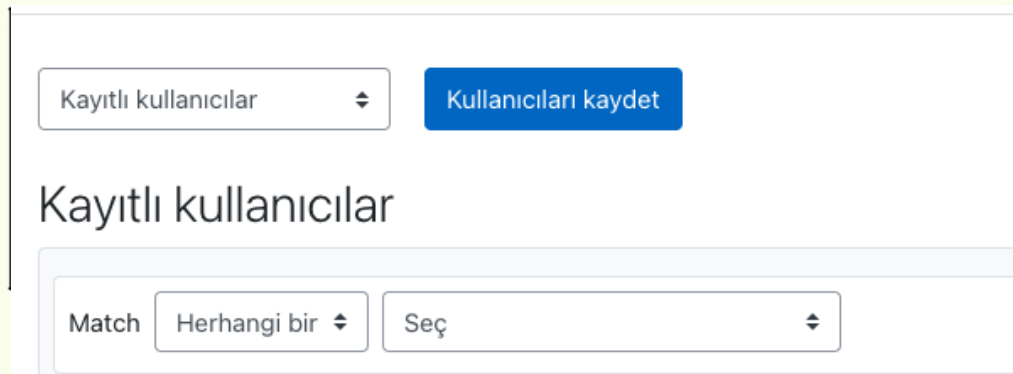 Kayıtlı kullanıcılar Kullanıcıları kaydet
Kayıtlı kullanıcılar
Match Herhangi bir Seç